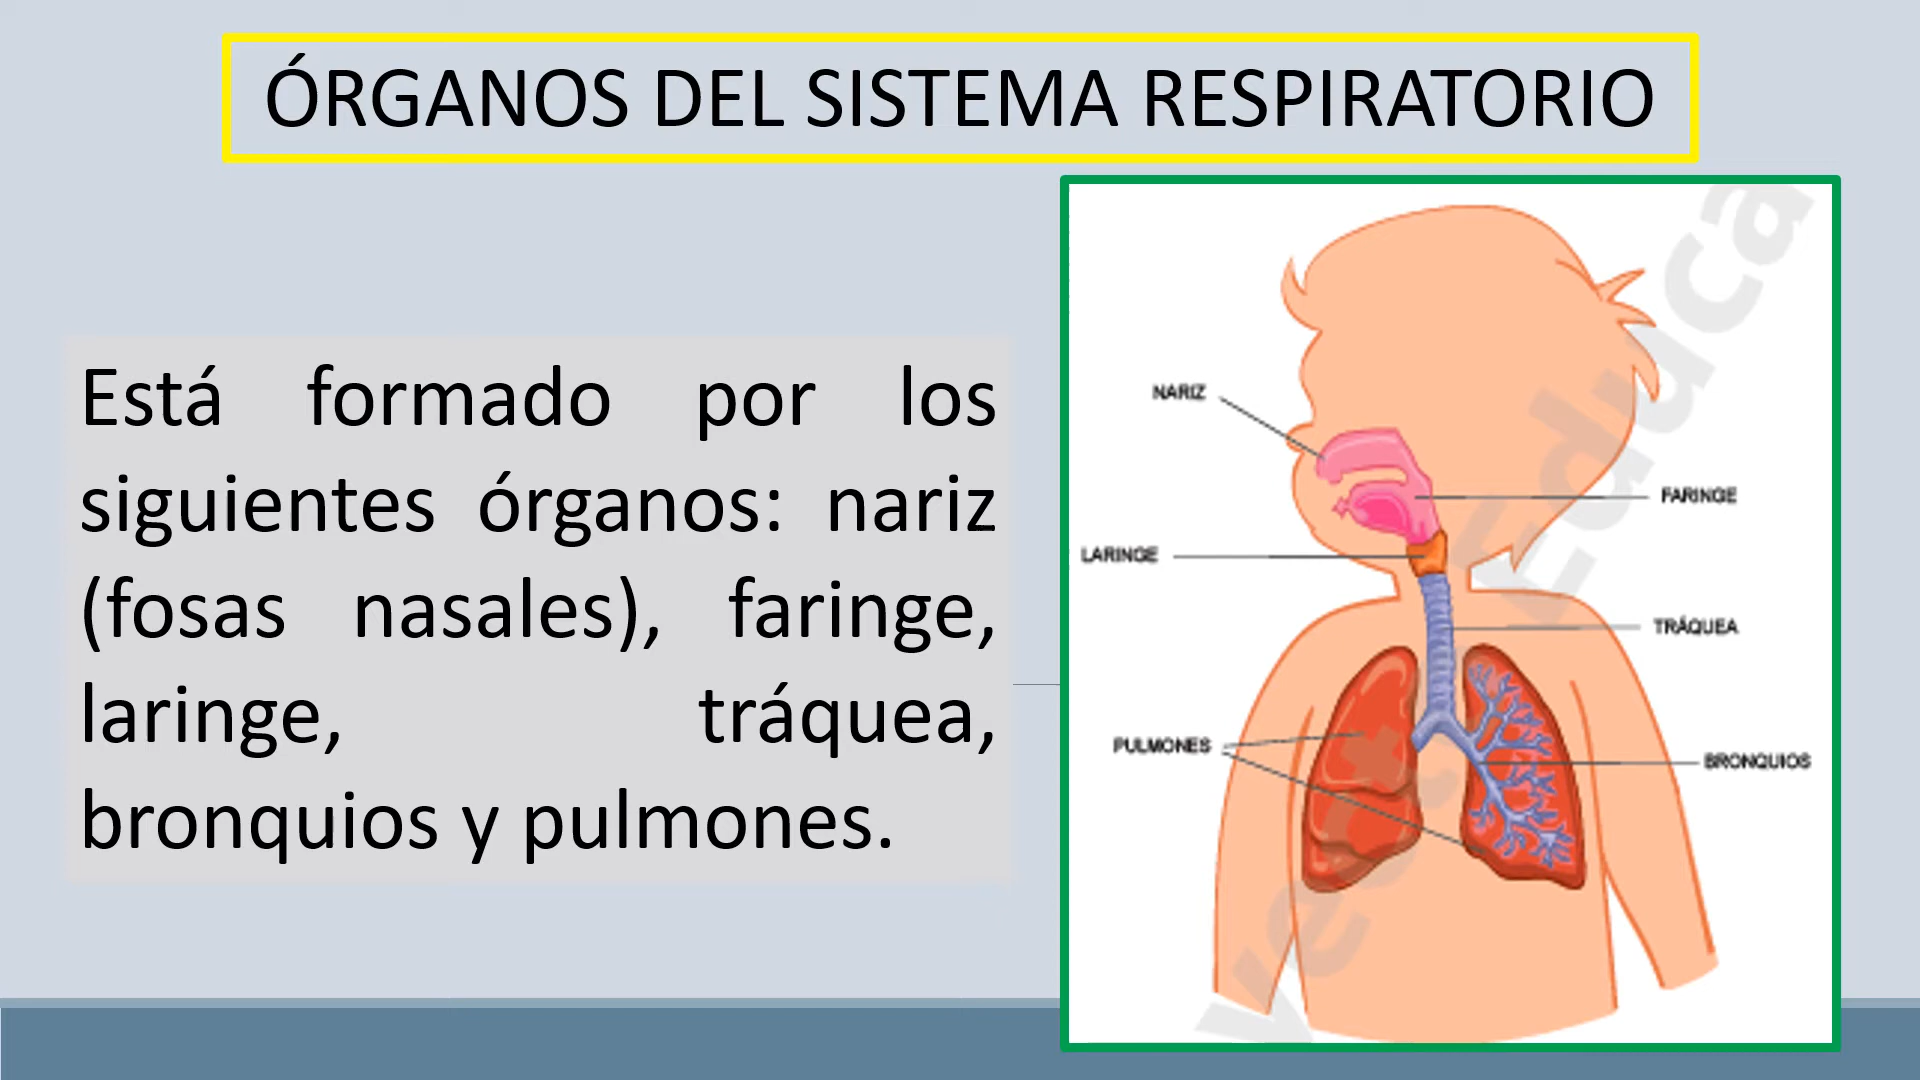 ÓRGANOS DEL SISTEMA RESPIRATORIO
Está formado por los
siguientes órganos: nariz
(fosas nasales), faringe,
laringe, tráquea,
bronquios y pulmones.
NARIZ
FARINGE
LARINGE
TRÁQUEA
PULMONES
BRONQUIOS
Educa